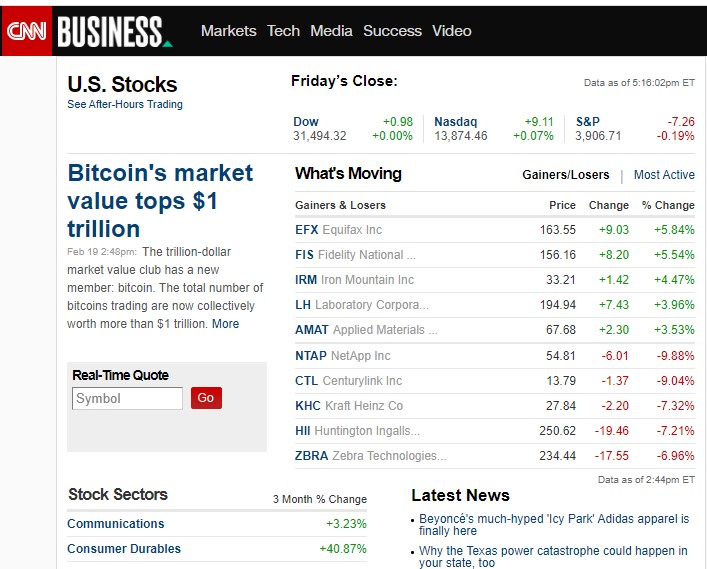 CNN BUSINESS Markets Tech Media Success Video
U.S. Stocks
See After-Hours Trading
Friday's Close:
Data as of 5:16:02pm ET
Dow +0.98 Nasdaq +9.11 S&P -7.26
31,494.32 +0.00% 13,874.46 +0.07% 3,906.71 -0.19%
Bitcoin's market
value tops $1
trillion
Feb 19 2:48pm: The trillion-dollar
market value club has a new
member: bitcoin. The total number of
bitcoins trading are now collectively
worth more than $1 trillion. More
Real-Time Quote
Symbol Go
What's Moving Gainers/Losers | Most Active
Gainers & Losers Price Change % Change
EFX Equifax Inc 163.55 +9.03 +5.84%
FIS Fidelity National ... 156.16 +8.20 +5.54%
IRM Iron Mountain Inc 33.21 +1.42 +4.47%
LH Laboratory Corpora... 194.94 +7.43 +3.96%
AMAT Applied Materials ... 67.68 +2.30 +3.53%
NTAP NetApp Inc 54.81 -6.01 -9.88%
CTL Centurylink Inc 13.79 -1.37 -9.04%
KHC Kraft Heinz Co 27.84 -2.20 -7.32%
HII Huntington Ingalls... 250.62 -19.46 -7.21%
ZBRA Zebra Technologies... 234.44 -17.55 -6.96%
Data as of 2:44pm ET
Stock Sectors 3 Month % Change
Communications +3.23%
Consumer Durables +40.87%
Latest News
Beyoncé's much-hyped 'Icy Park' Adidas apparel is
finally here
Why the Texas power catastrophe could happen in
your state, too